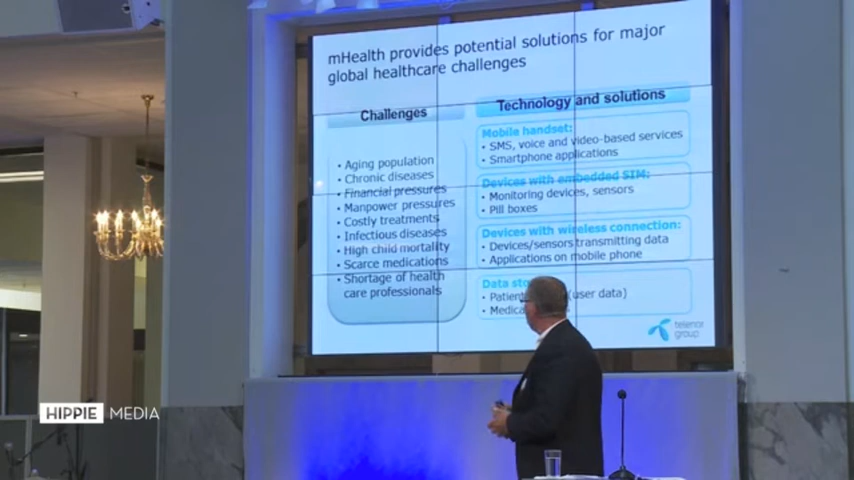 mHealth provides potential solutions for major
global healthcare challenges
Challenges
• Aging population
• Chronic diseases
• Financial pressures
• Manpower pressures
• Costly treatments
• Infectious diseases
• High child mortality
• Scarce medications
• Shortage of health
care professionals
Technology and solutions
Mobile handset:
• SMS, voice and video-based services
• Smartphone applications
Devices with embedded SIM:
• Monitoring devices, sensors
• Pill boxes
Devices with wireless connection:
• Devices/sensors transmitting data
• Applications on mobile phone
Data
• (user data)
telenor
group
HIPPIE MEDIA